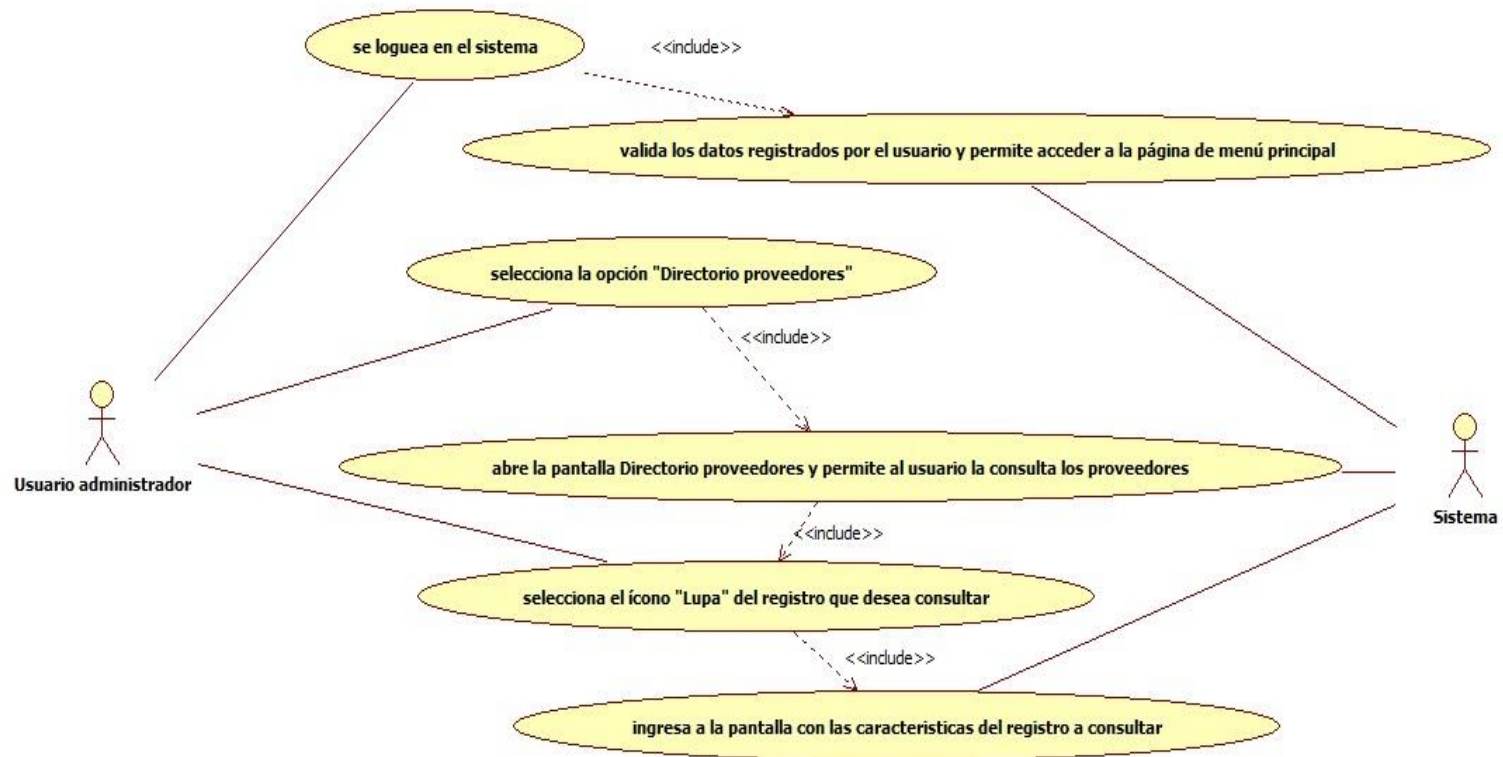 se loguea en el sistema
<<include>>
valida los datos registrados por el usuario y permite acceder a la página de menú principal
selecciona la opción "Directorio proveedores"
<<include>>
Usuario administrador
abre la pantalla Directorio proveedores y permite al usuario la consulta los proveedores
Sistema
<<include>>
selecciona el ícono "Lupa" del registro que desea consultar
<<include>>
ingresa a la pantalla con las caracteristicas del registro a consultar